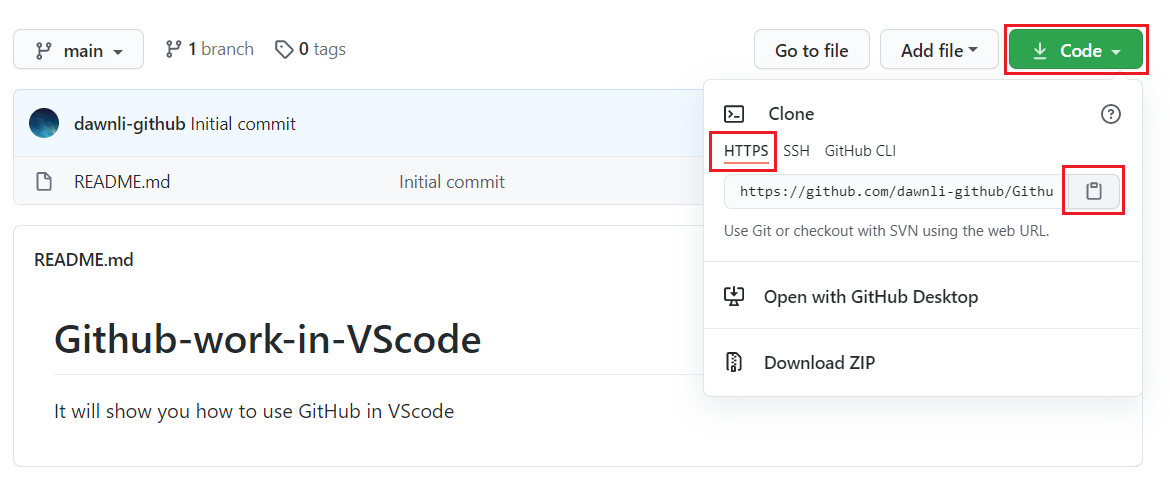 main 1 branch 0 tags Go to file Add file Code
dawnli-github Initial commit
README.md Initial commit
Clone
HTTPS SSH GitHub CLI
https://github.com/dawnli-github/Githu
Use Git or checkout with SVN using the web URL.
Open with GitHub Desktop
Download ZIP
README.md
Github-work-in-VScode
It will show you how to use GitHub in VScode